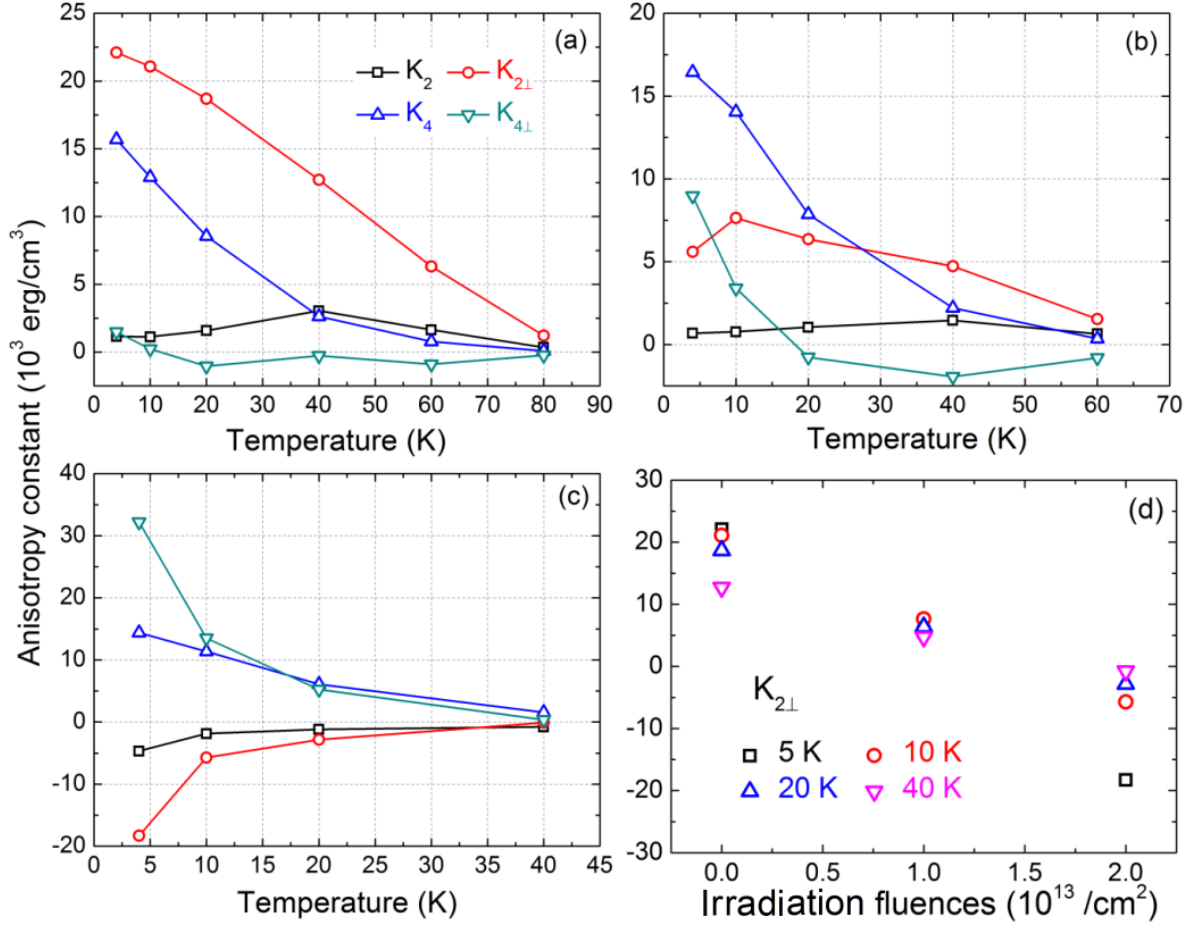 Anisotropy constant (10³ erg/cm³)
(a)
K₂ K₂⊥
K₄ K₄⊥
25
20
15
10
5
0
0 10 20 30 40 50 60 70 80 90
Temperature (K)
(b)
20
15
10
5
0
0 10 20 30 40 50 60 70
Temperature (K)
(c)
40
30
20
10
0
-10
-20
0 5 10 15 20 25 30 35 40 45
Temperature (K)
(d)
30
20
10
0
-10
-20
-30
K₂⊥
5 K 10 K
20 K 40 K
0.0 0.5 1.0 1.5 2.0
Irradiation fluences (10¹³ /cm²)